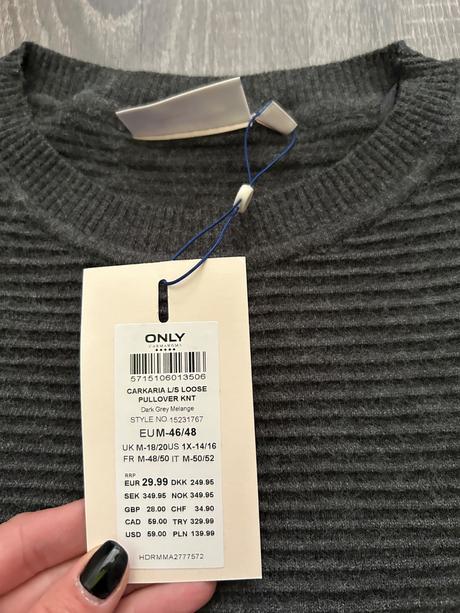 ONLY
CARMAKOMA
5715106013506
CARKARIA L/S LOOSE
PULLOVER KNT
Dark Grey Melange
STYLE NO.15231767
EU M-46/48
UK M-18/20 US 1X-14/16
FR M-48/50 IT M-50/52
RRP
EUR 29.99 DKK 249.95
SEK 349.95 NOK 349.95
GBP 28.00 CHF 34.90
CAD 59.00 TRY 329.99
USD 59.00 PLN 139.99
HDRMMA2777572